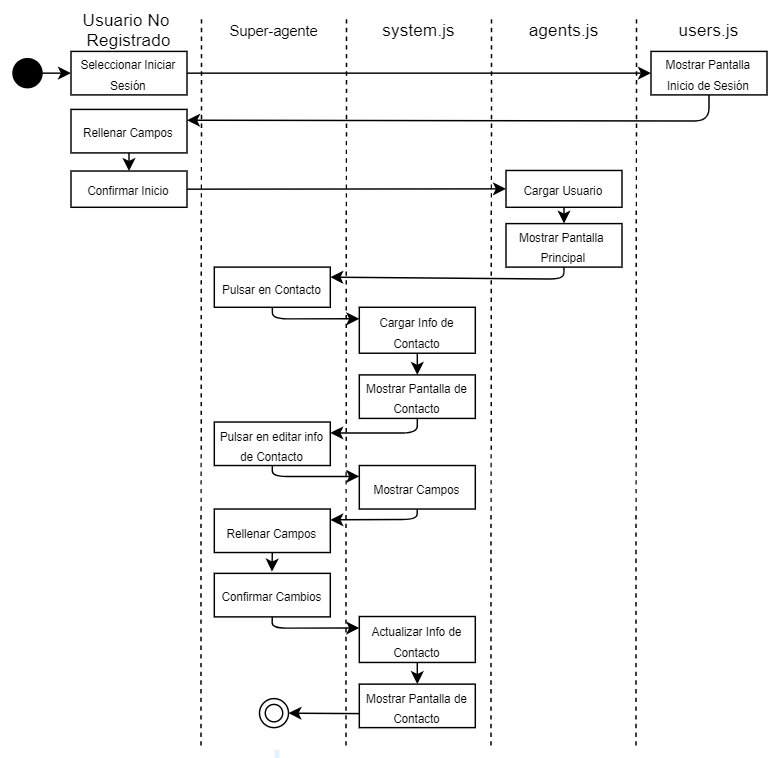 Usuario No
Registrado
Super-agente
system.js
agents.js
users.js
Seleccionar Iniciar
Sesión
Mostrar Pantalla
Inicio de Sesión
Rellenar Campos
Confirmar Inicio
Cargar Usuario
Mostrar Pantalla
Principal
Pulsar en Contacto
Cargar Info de
Contacto
Mostrar Pantalla de
Contacto
Pulsar en editar info
de Contacto
Mostrar Campos
Rellenar Campos
Confirmar Cambios
Actualizar Info de
Contacto
Mostrar Pantalla de
Contacto